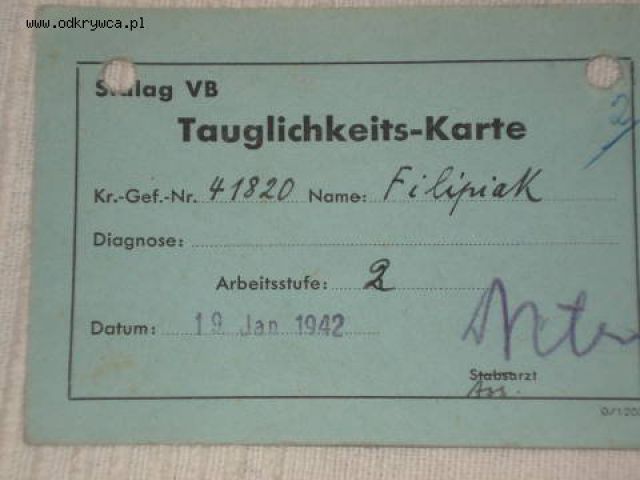 www.odkrywca.pl
Stalag VB
2
Tauglichkeits-Karte
Kr.-Gef.-Nr. 41820 Name: Filipiak
Diagnose:
Arbeitsstufe: 2
Datum: 19 Jan 1942
Stabsarzt